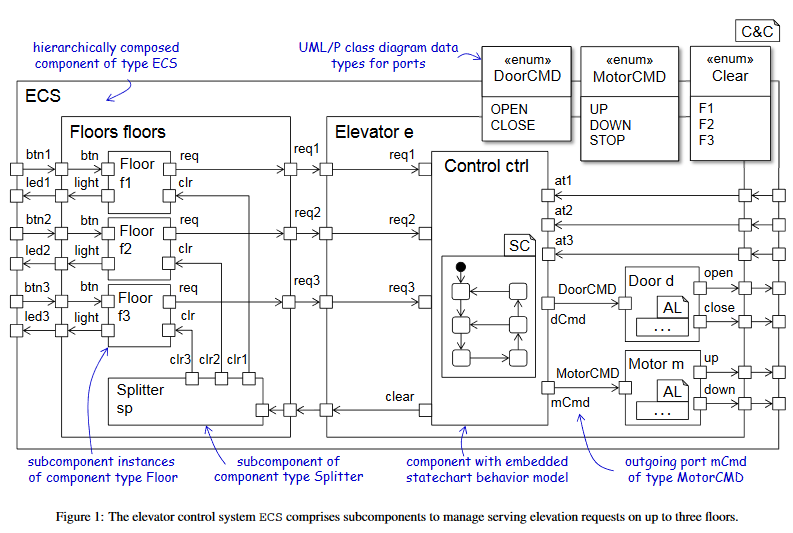 C&C
hierarchically composed
component of type ECS
UML/P class diagram data
types for ports
«enum»
DoorCMD
OPEN
CLOSE
«enum»
MotorCMD
UP
DOWN
STOP
«enum»
Clear
F1
F2
F3
ECS
Floors floors
Elevator e
Control ctrl
btn1
btn
Floor
f1
req
req1
req1
led1
light
clr
at1
btn2
btn
Floor
f2
req
req2
req2
at2
led2
light
clr
at3
SC
btn3
btn
Floor
f3
req
req3
req3
DoorCMD
dCmd
Door d
AL
...
open
close
led3
light
clr
clr3
clr2
clr1
MotorCMD
mCmd
Motor m
AL
...
up
down
Splitter
sp
clear
subcomponent instances
of component type Floor
subcomponent of
component type Splitter
component with embedded
statechart behavior model
outgoing port mCmd
of type MotorCMD
Figure 1: The elevator control system ECS comprises subcomponents to manage serving elevation requests on up to three floors.